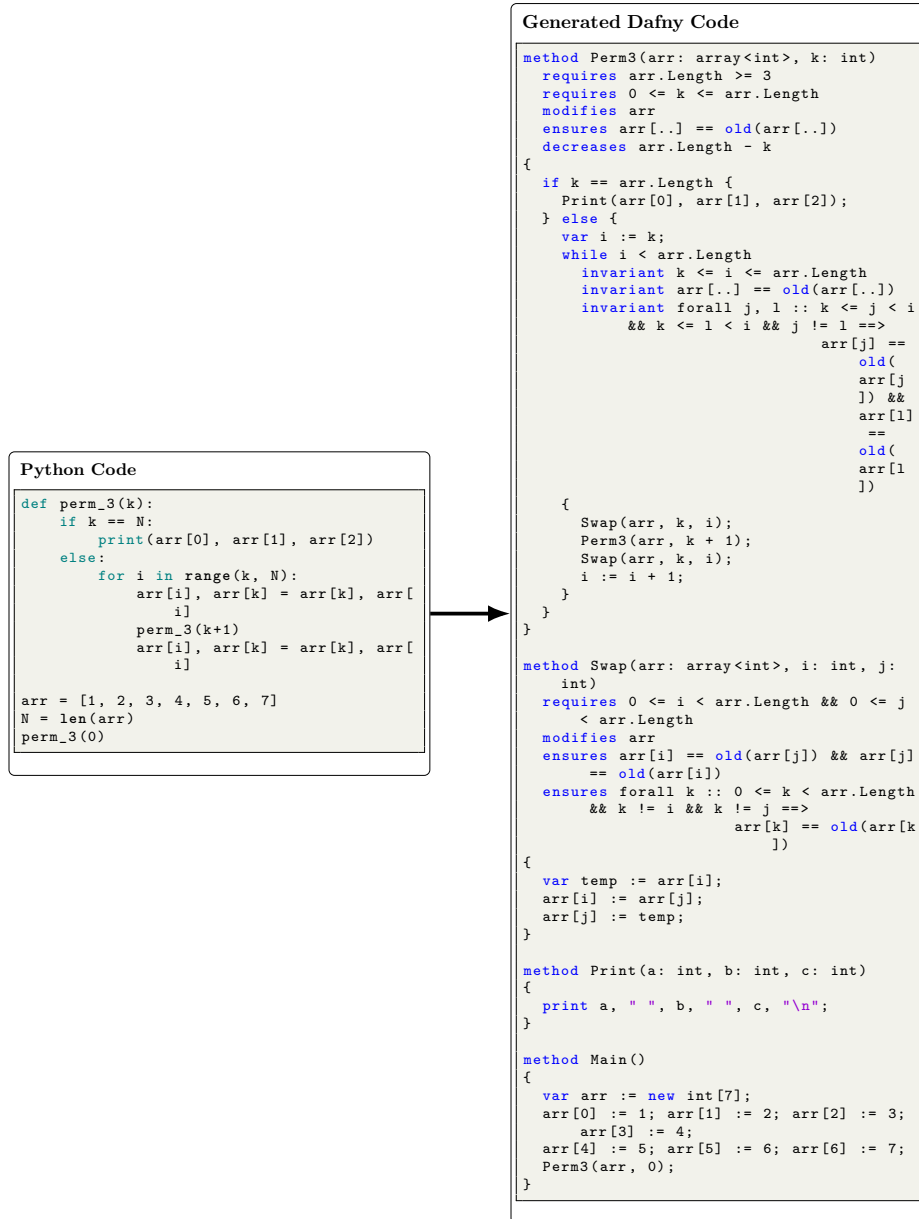 Python Code
def perm_3(k):
    if k == N:
        print(arr[0], arr[1], arr[2])
    else:
        for i in range(k, N):
            arr[i], arr[k] = arr[k], arr[
                i]
            perm_3(k+1)
            arr[i], arr[k] = arr[k], arr[
                i]
arr = [1, 2, 3, 4, 5, 6, 7]
N = len(arr)
perm_3(0)
Generated Dafny Code
method Perm3(arr: array<int>, k: int)
  requires arr.Length >= 3
  requires 0 <= k <= arr.Length
  modifies arr
  ensures arr[..] == old(arr[..])
  decreases arr.Length - k
{
  if k == arr.Length {
    Print(arr[0], arr[1], arr[2]);
  } else {
    var i := k;
    while i < arr.Length
      invariant k <= i <= arr.Length
      invariant arr[..] == old(arr[..])
      invariant forall j, l :: k <= j < i
          && k <= l < i && j != l ==>
                              arr[j] ==
                                  old(
                                  arr[j
                                  ]) &&
                                  arr[l]
                                   ==
                                  old(
                                  arr[l
                                  ])
    {
      Swap(arr, k, i);
      Perm3(arr, k + 1);
      Swap(arr, k, i);
      i := i + 1;
    }
  }
}
method Swap(arr: array<int>, i: int, j:
    int)
  requires 0 <= i < arr.Length && 0 <= j
      < arr.Length
  modifies arr
  ensures arr[i] == old(arr[j]) && arr[j]
       == old(arr[i])
  ensures forall k :: 0 <= k < arr.Length
       && k != i && k != j ==>
                      arr[k] == old(arr[k
                          ])
{
  var temp := arr[i];
  arr[i] := arr[j];
  arr[j] := temp;
}
method Print(a: int, b: int, c: int)
{
  print a, " ", b, " ", c, "\n";
}
method Main()
{
  var arr := new int[7];
  arr[0] := 1; arr[1] := 2; arr[2] := 3;
      arr[3] := 4;
  arr[4] := 5; arr[5] := 6; arr[6] := 7;
  Perm3(arr, 0);
}